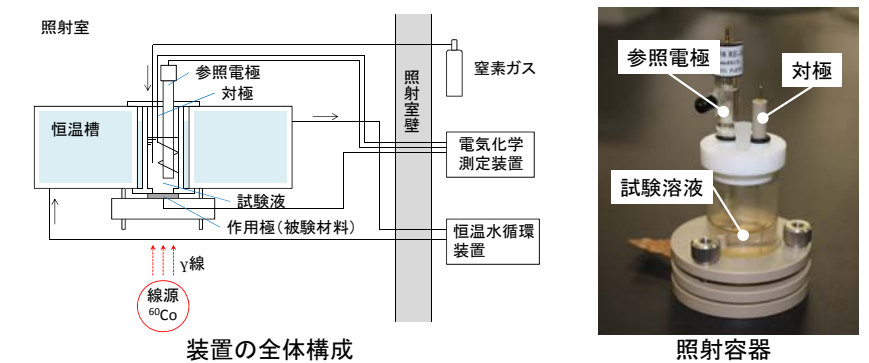 照射室
参照電極
対極
窒素ガス
照射室壁
恒温槽
電気化学
測定装置
試験液
作用極(被験材料)
恒温水循環
装置
γ線
線源
⁶⁰Co
装置の全体構成
参照電極
対極
試験溶液
照射容器